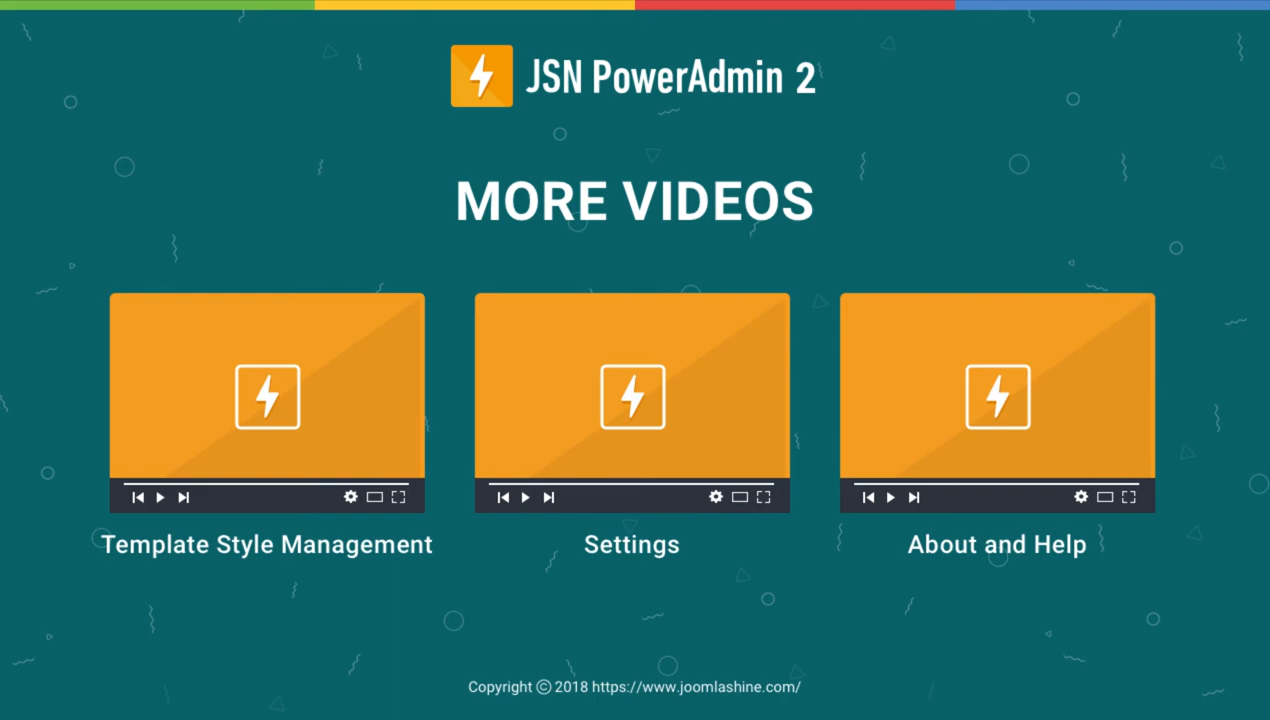 JSN PowerAdmin 2
MORE VIDEOS
Template Style Management
Settings
About and Help
Copyright © 2018 https://www.joomlashine.com/